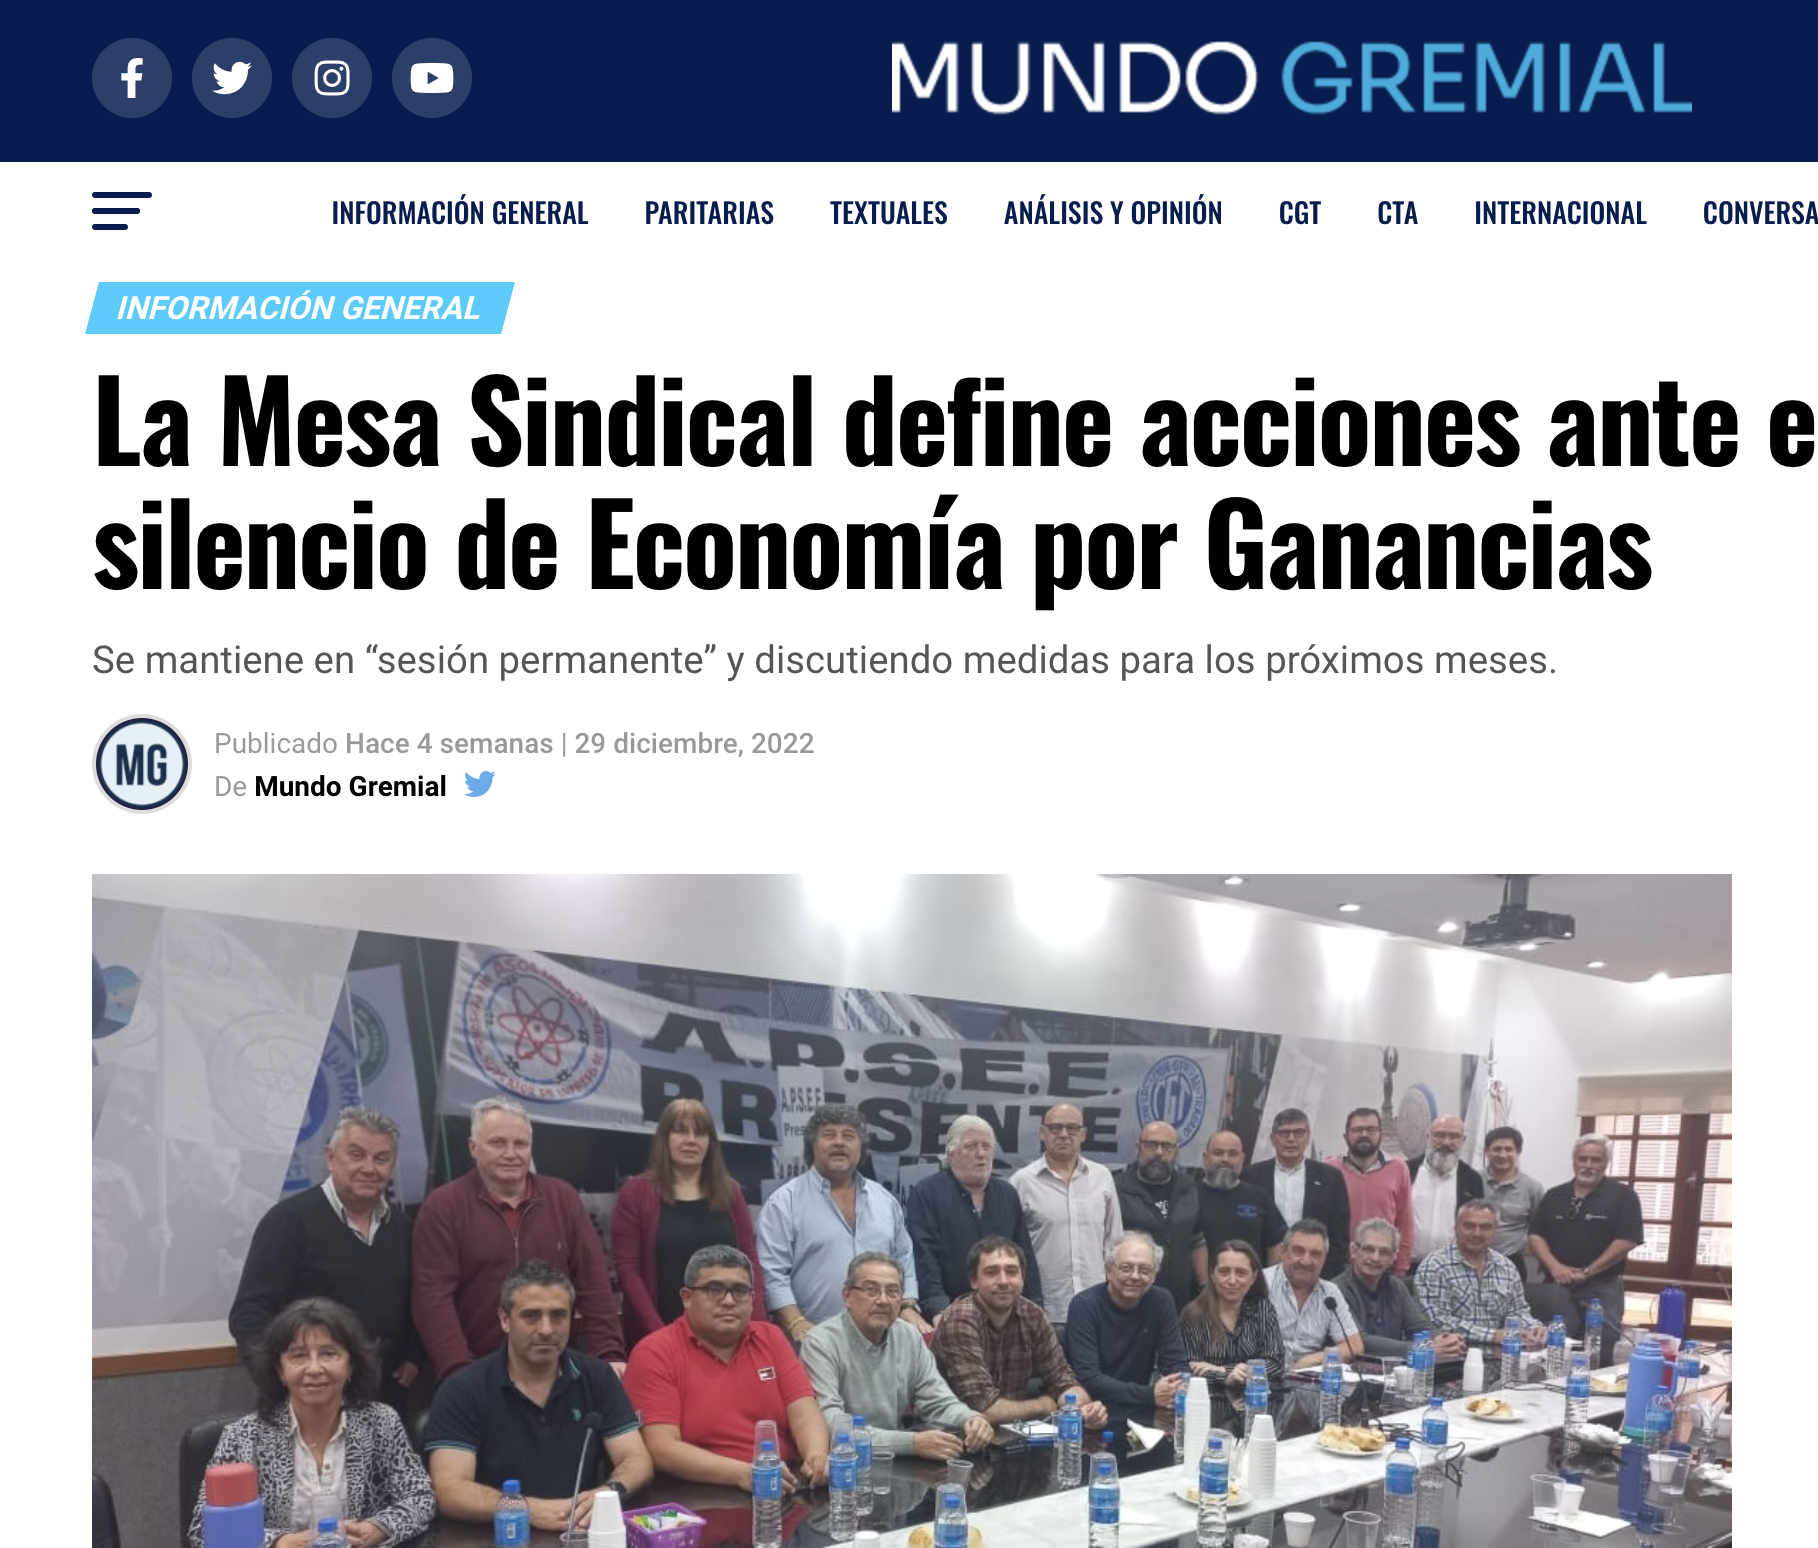 MUNDO GREMIAL
INFORMACIÓN GENERAL PARITARIAS TEXTUALES ANÁLISIS Y OPINIÓN CGT CTA INTERNACIONAL CONVERSA
INFORMACIÓN GENERAL
La Mesa Sindical define acciones ante e
silencio de Economía por Ganancias
Se mantiene en “sesión permanente” y discutiendo medidas para los próximos meses.
MG
Publicado Hace 4 semanas | 29 diciembre, 2022
De Mundo Gremial
A.P.S.E.E.
PRESENTE
APSEE
CGT